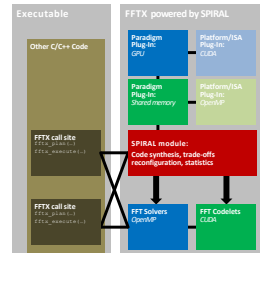 Executable
FFTX powered by SPIRAL
Other C/C++ Code
Paradigm
Plug-In:
GPU
Platform/ISA
Plug-In:
CUDA
Paradigm
Plug-In:
Shared memory
Platform/ISA
Plug-In:
OpenMP
FFTX call site
fftx_plan(…)
fftx_execute(…)
SPIRAL module:
Code synthesis, trade-offs
reconfiguration, statistics
FFTX call site
fftx_plan(…)
fftx_execute(…)
FFT Solvers
OpenMP
FFT Codelets
CUDA